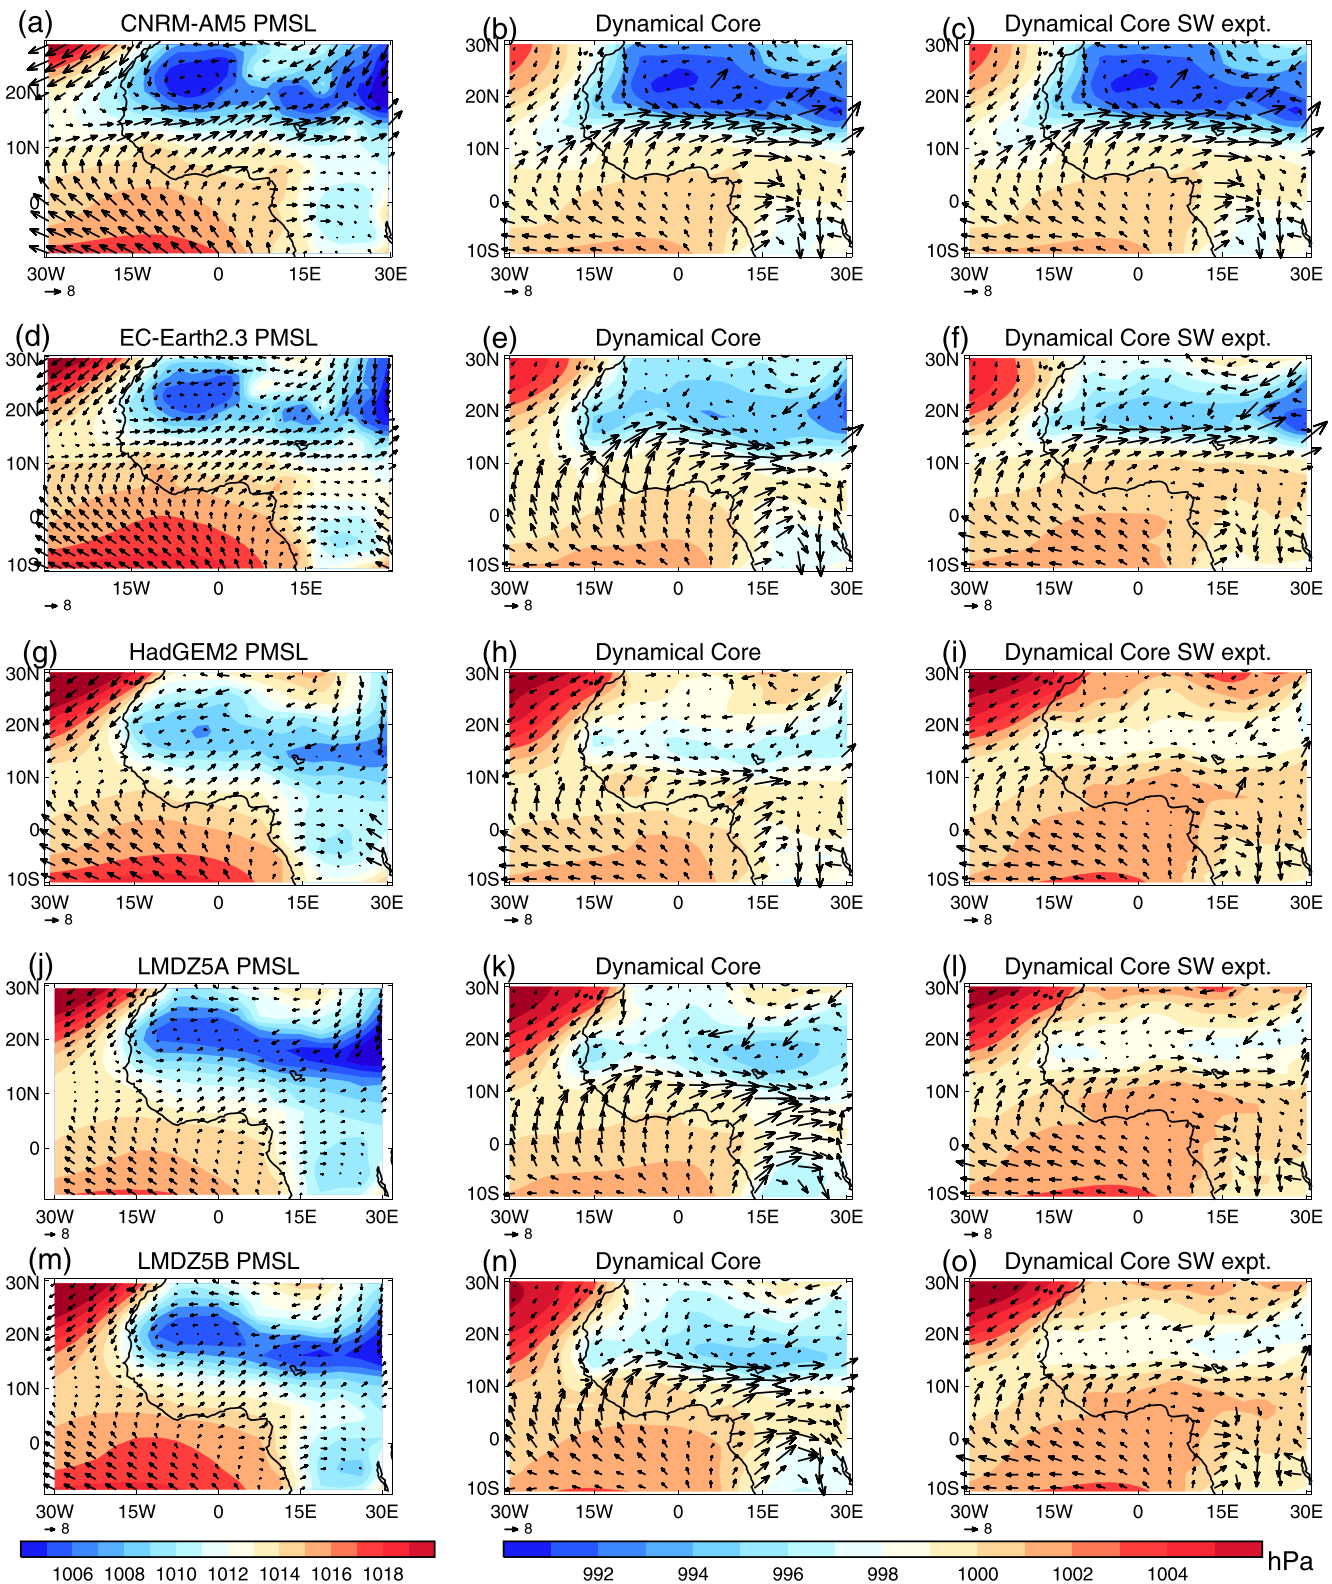 (a) CNRM-AM5 PMSL (b) Dynamical Core (c) Dynamical Core SW expt.
20N 30N 30N
10N 20N 20N
0 10N 10N
0 0
10S 10S
30W 15W 0 15E 30E 30W 15W 0 15E 30E 30W 15W 0 15E 30E
8 8 8
(d) EC-Earth2.3 PMSL (e) Dynamical Core (f) Dynamical Core SW expt.
30N 30N 30N
20N 20N 20N
10N 10N 10N
0 0 0
10S 10S 10S
15W 0 15E 30W 15W 0 15E 30E 30W 15W 0 15E 30E
8 8 8
(g) HadGEM2 PMSL (h) Dynamical Core (i) Dynamical Core SW expt.
30N 30N 30N
20N 20N 20N
10N 10N 10N
0 0 0
10S 10S 10S
30W 15W 0 15E 30E 30W 15W 0 15E 30E 30W 15W 0 15E 30E
8 8 8
(j) LMDZ5A PMSL (k) Dynamical Core (l) Dynamical Core SW expt.
30N 30N 30N
20N 20N 20N
10N 10N 10N
0 0 0
10S 10S
30W 15W 0 15E 30E 30W 15W 0 15E 30E 30W 15W 0 15E 30E
8 8 8
(m) LMDZ5B PMSL (n) Dynamical Core (o) Dynamical Core SW expt.
30N 30N 30N
20N 20N 20N
10N 10N 10N
0 0 0
10S 10S
30W 15W 0 15E 30E 30W 15W 0 15E 30E 30W 15W 0 15E 30E
8 8 8
1006 1008 1010 1012 1014 1016 1018 992 994 996 998 1000 1002 1004 hPa